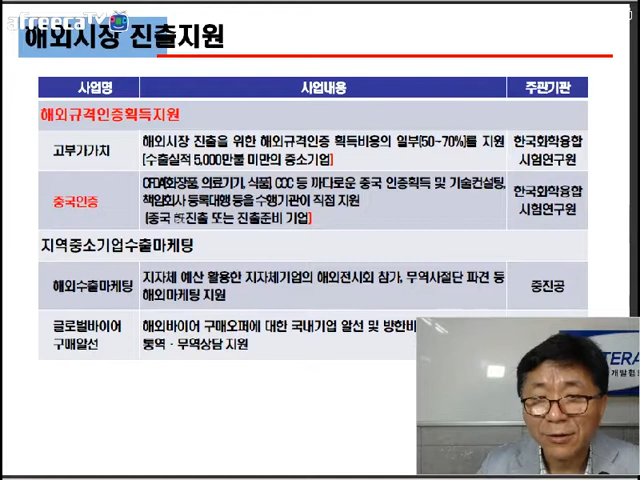 afreecaTV
해외시장 진출지원
사업명 사업내용 주관기관
해외규격인증획득지원
고부가가치
해외시장 진출을 위한 해외규격인증 획득비용의 일부(50~70%)를 지원
(수출실적 5,000만불 미만의 중소기업)
한국화학융합
시험연구원
중국인증
CFDA(화장품, 의료기기, 식품) CCC 등 까다로운 중국 인증획득 및 기술컨설팅,
책임회사 등록대행 등을 수행기관이 직접 지원
(중국 旣진출 또는 진출준비 기업)
한국화학융합
시험연구원
지역중소기업수출마케팅
해외수출마케팅
지자체 예산 활용한 지자체기업의 해외전시회 참가, 무역사절단 파견 등
해외마케팅 지원
중진공
글로벌바이어
구매알선
해외바이어 구매오퍼에 대한 국내기업 알선 및 방한바
통역 · 무역상담 지원
TERA